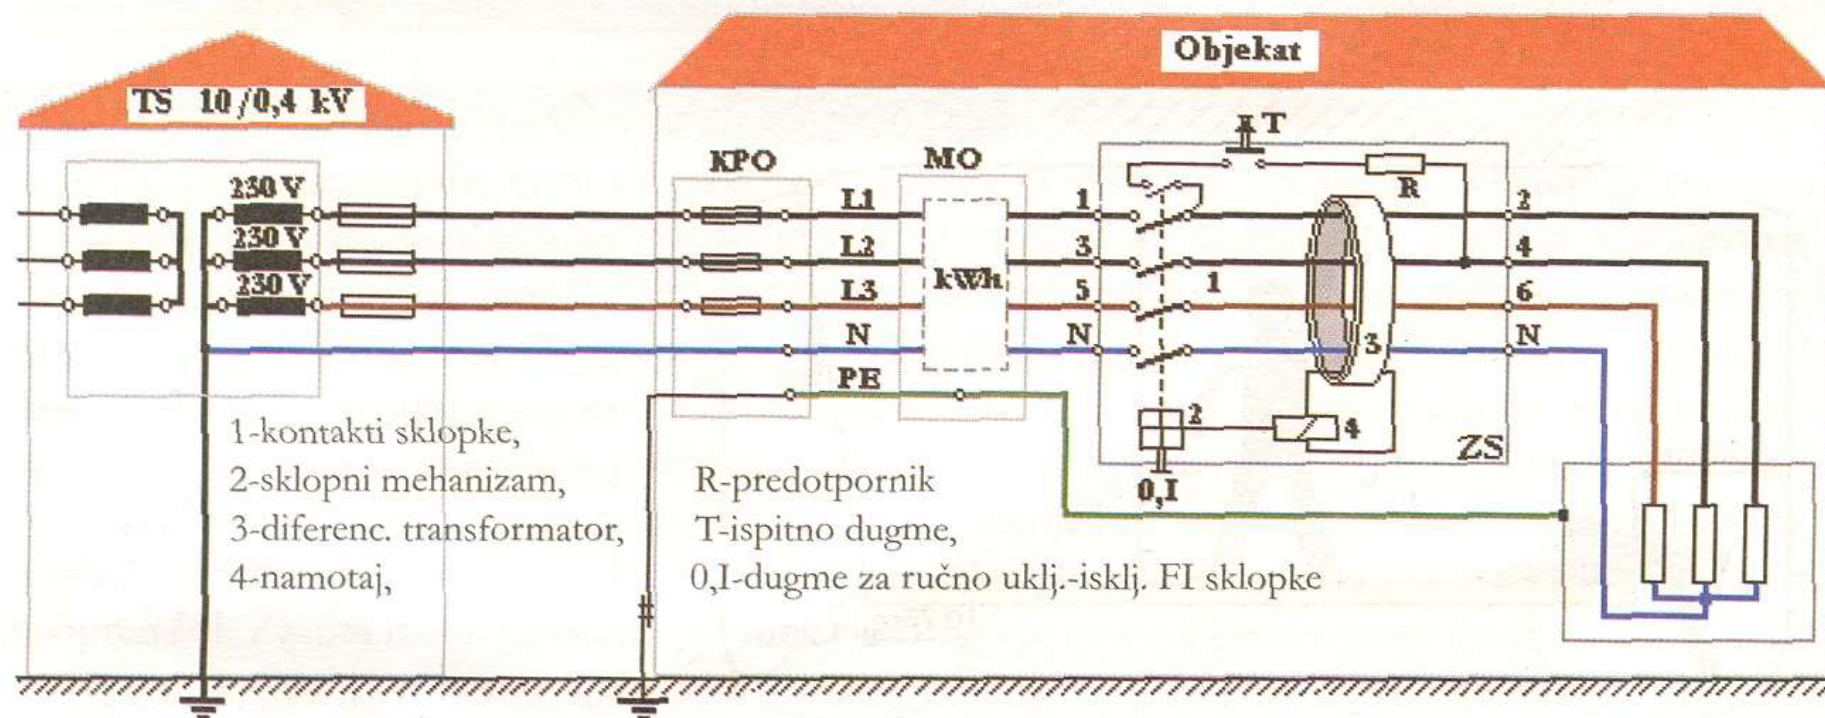 Objekat
TS 10/0,4 kV
230 V
230 V
230 V
KPO
MO
kWh
L1
L2
L3
N
PE
1
3
5
N
T
R
1
3
2
4
0,I
ZS
2
4
6
N
1-kontakti sklopke,
2-sklopni mehanizam,
3-diferenc. transformator,
4-namotaj,
R-predotpornik
T-ispitno dugme,
0,I-dugme za ručno uklj.-isklj. FI sklopke